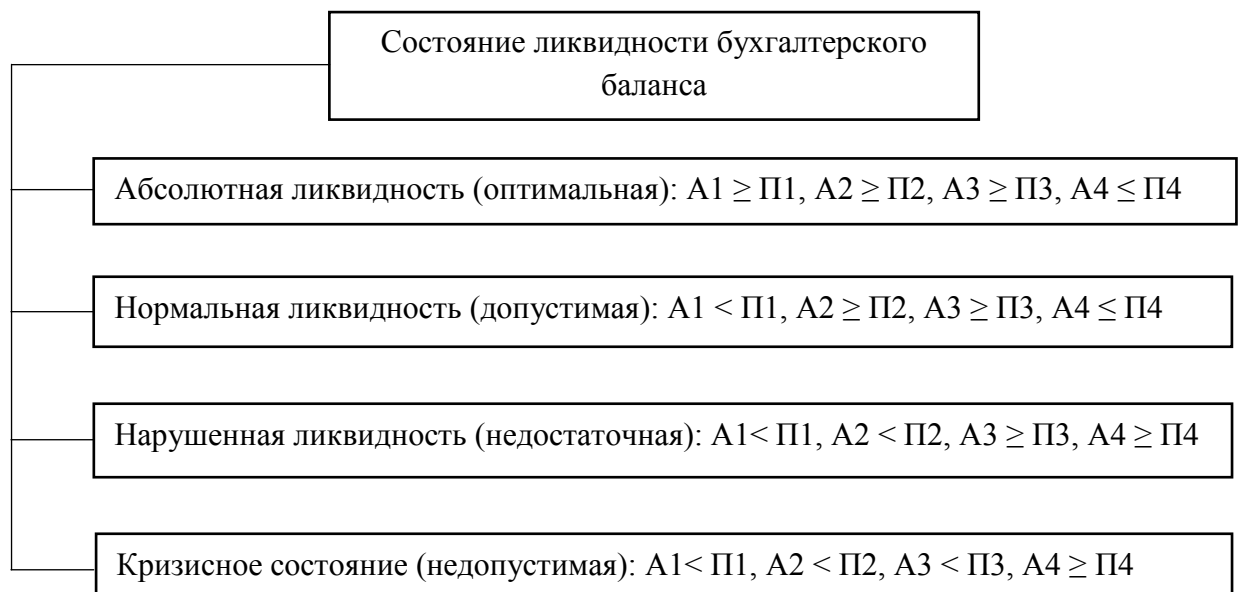 Состояние ликвидности бухгалтерского
баланса
Абсолютная ликвидность (оптимальная): А1 ≥ П1, А2 ≥ П2, А3 ≥ П3, А4 ≤ П4
Нормальная ликвидность (допустимая): А1 < П1, А2 ≥ П2, А3 ≥ П3, А4 ≤ П4
Нарушенная ликвидность (недостаточная): А1< П1, А2 < П2, А3 ≥ П3, А4 ≥ П4
Кризисное состояние (недопустимая): А1< П1, А2 < П2, А3 < П3, А4 ≥ П4